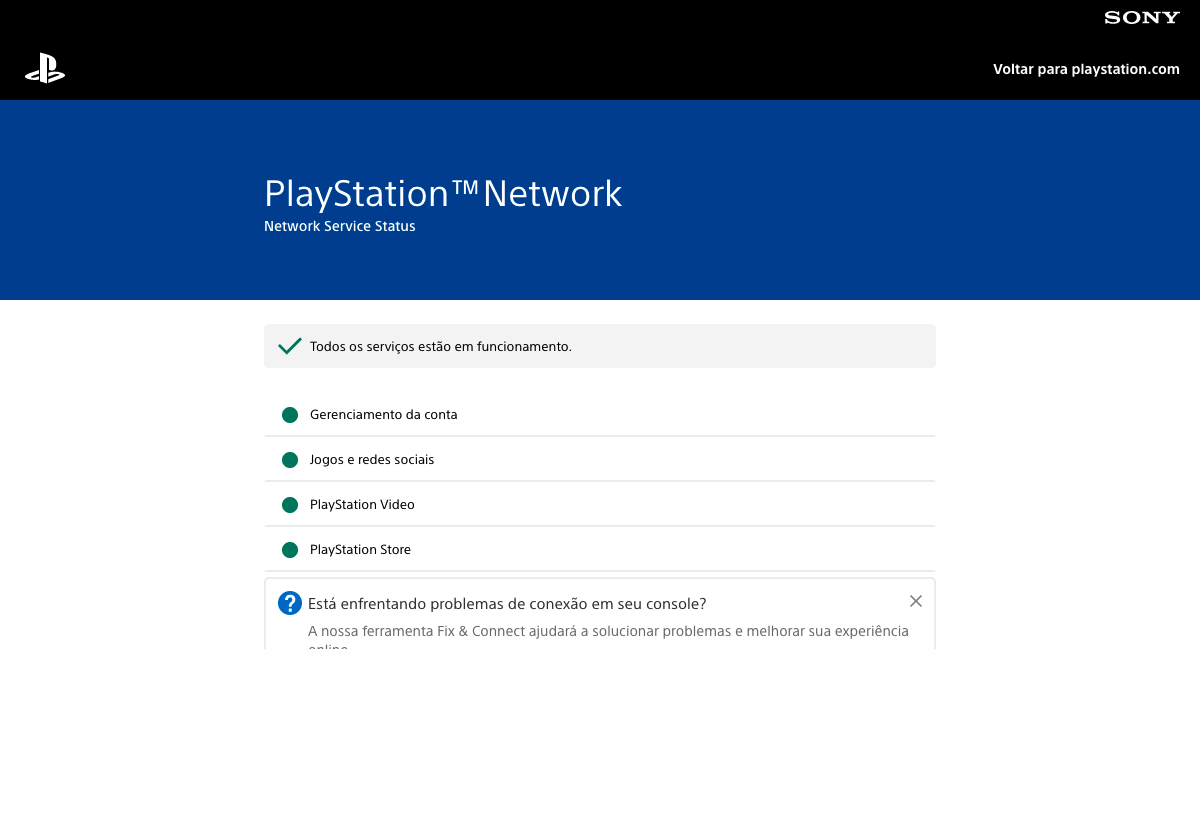 SONY
Voltar para playstation.com
PlayStation™Network
Network Service Status
Todos os serviços estão em funcionamento.
Gerenciamento da conta
Jogos e redes sociais
PlayStation Video
PlayStation Store
Está enfrentando problemas de conexão em seu console?
A nossa ferramenta Fix & Connect ajudará a solucionar problemas e melhorar sua experiência
online